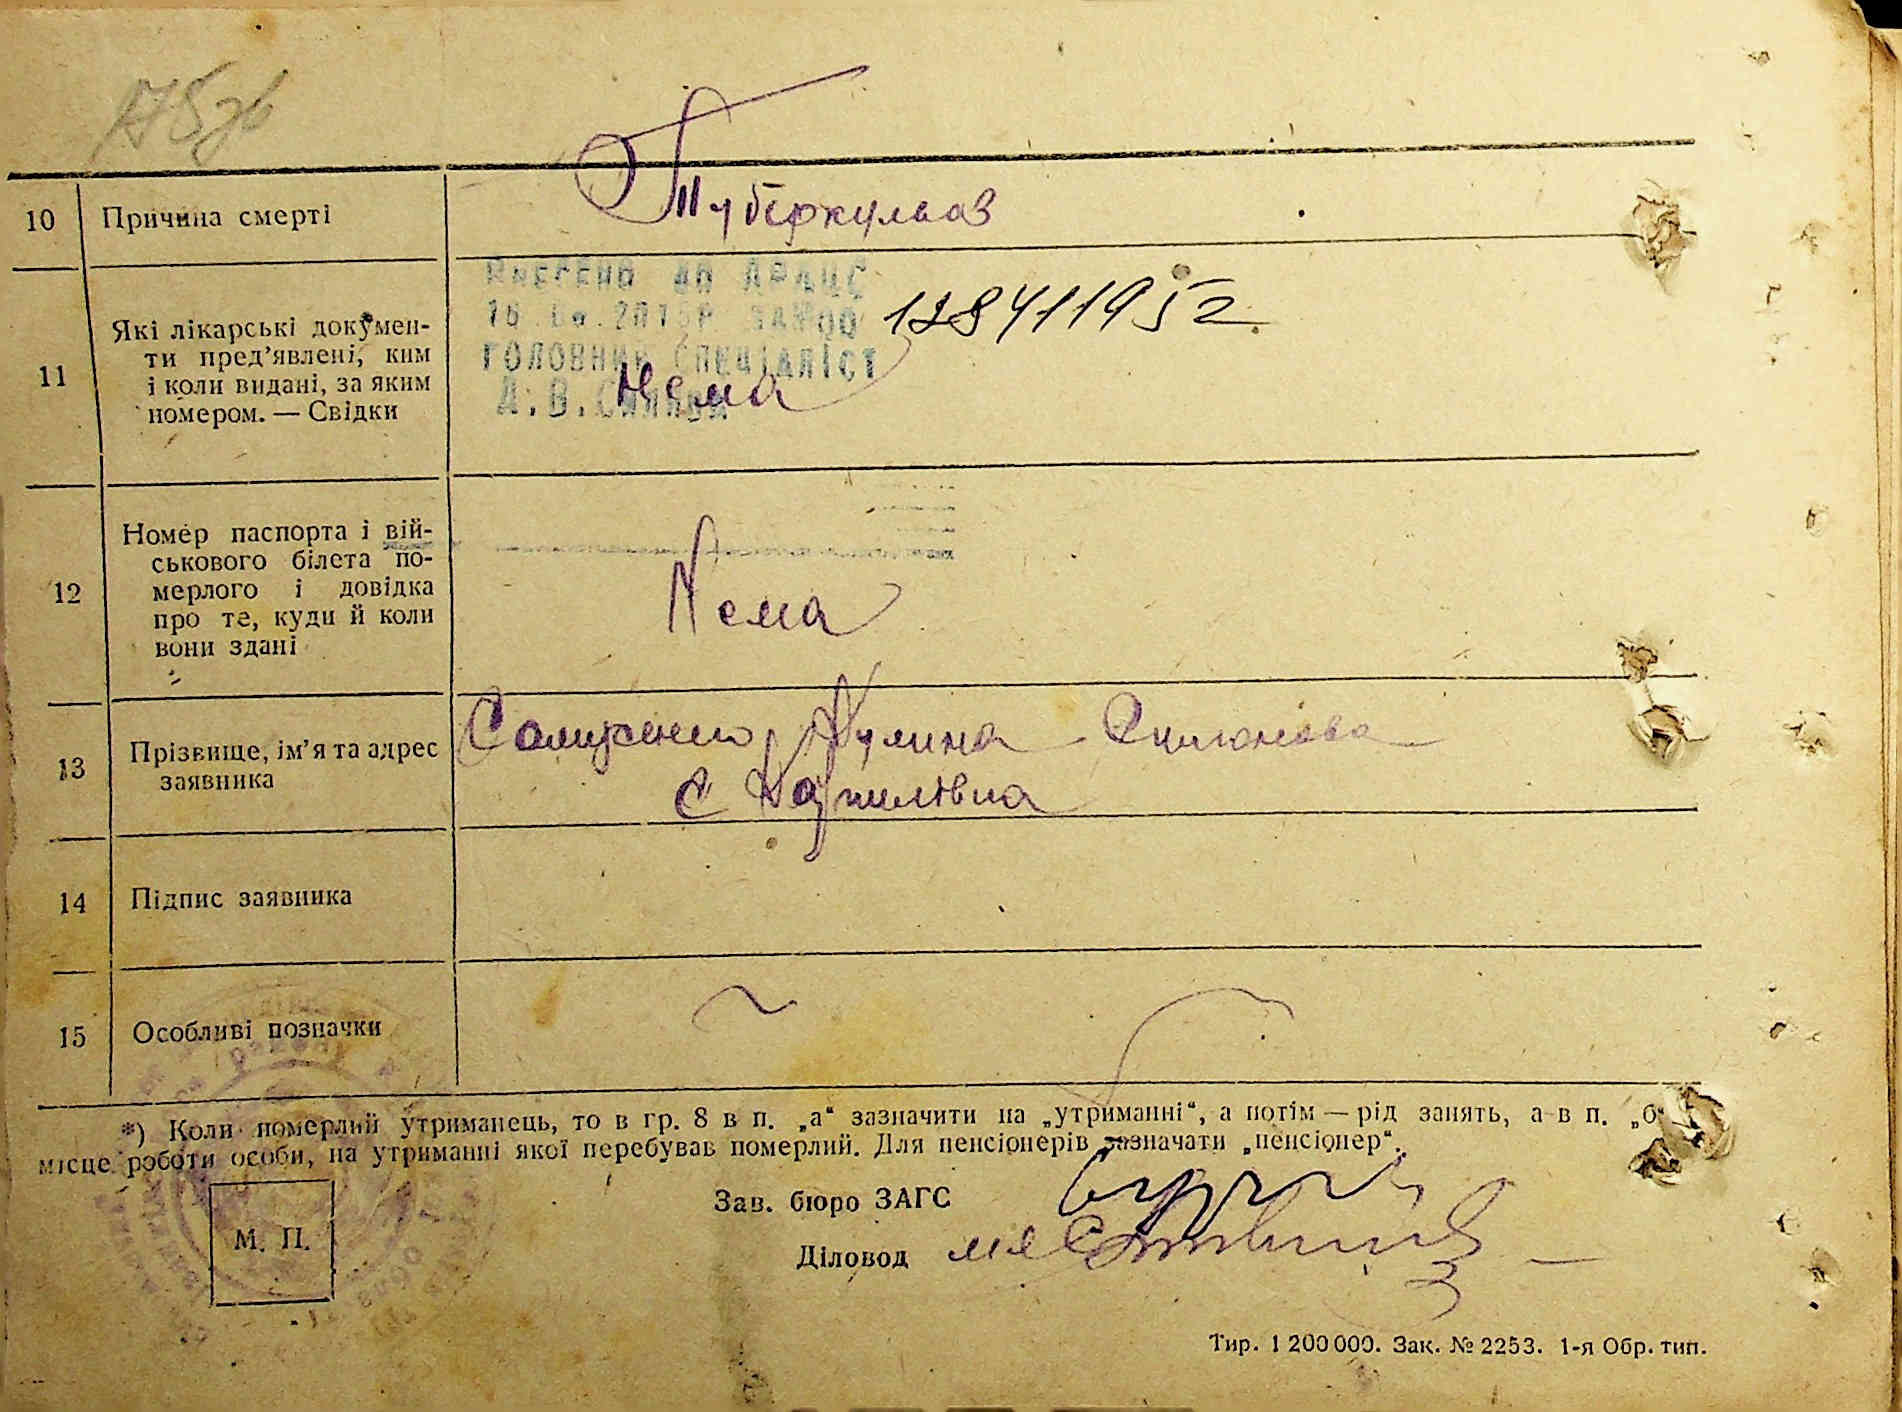 10 Причина смерті Туберкульоз
ВНЕСЕНО ДО ДРАЦС
ГОЛОВНИЙ СПЕЦІАЛІСТ
11 Які лікарські докумен-
ти пред’явлені, ким
і коли видані, за яким
номером. — Свідки
Нема
12 Номер паспорта і вій-
ськового білета по-
мерлого і довідка
про те, куди й коли
вони здані
Нема
13 Прізвище, ім’я та адрес
заявника
Акулина
с
14 Підпис заявника
15 Особливі позначки
*) Коли померлий утриманець, то в гр. 8 в п. „а“ зазначити на „утриманні“, а потім — рід занять, а в п. „б“
місце роботи особи, на утриманні якої перебував померлий. Для пенсіонерів зазначати „пенсіонер“.
Зав. бюро ЗАГС
М. П.
Діловод
Тир. 1 200 000. Зак. № 2253. 1-я Обр. тип.